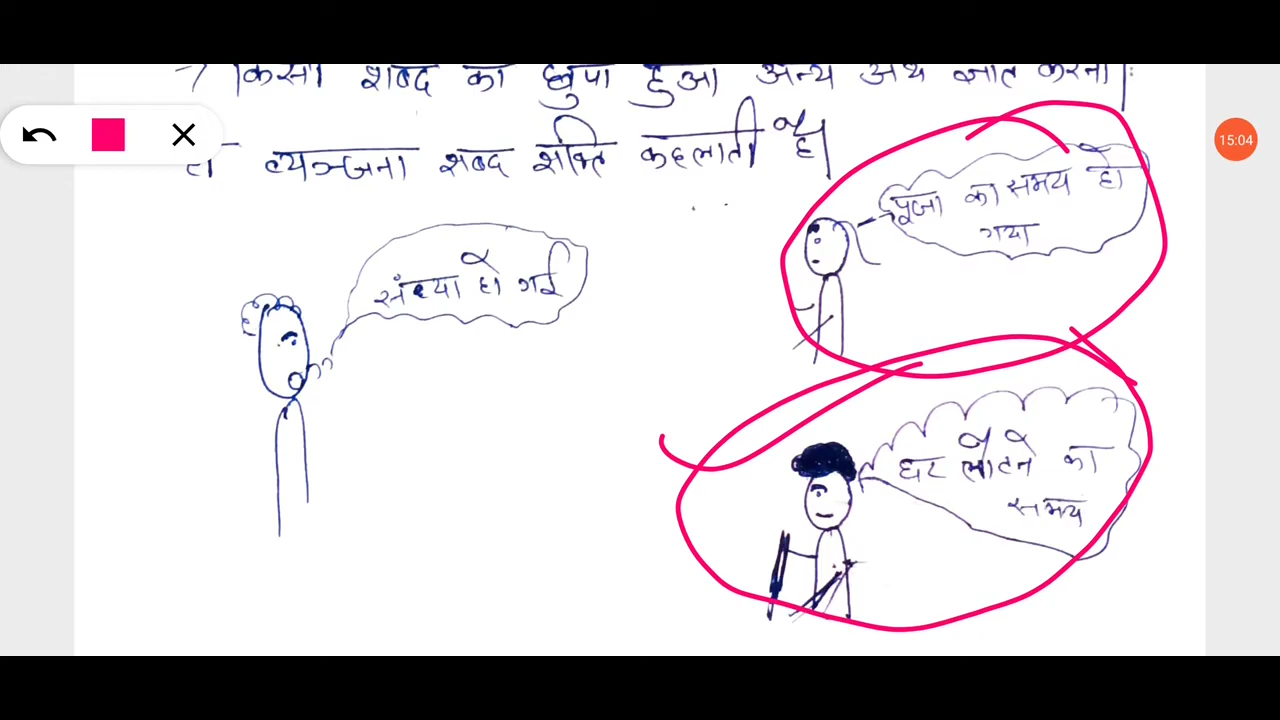 → किसी शब्द का छुपा हुआ अन्य अर्थ ज्ञात करना
ही व्यञ्जना शब्द शक्ति कहलाती है।
पूजा का समय हो
गया
संध्या हो गई
घर लौटने का
समय
15:04